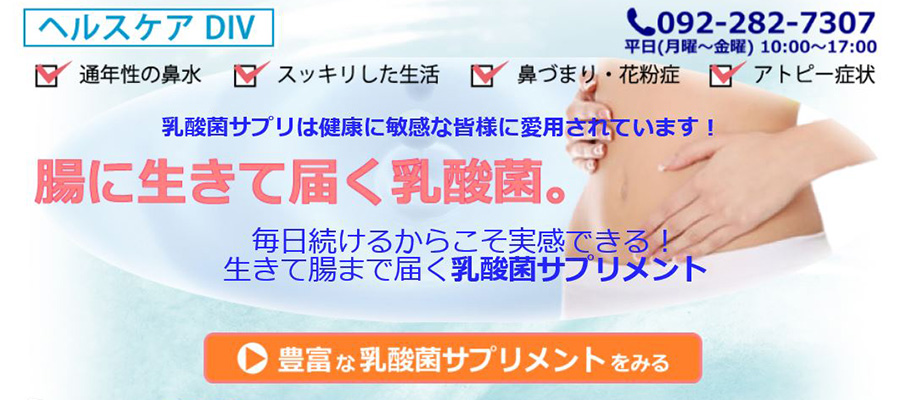 ヘルスケア DIV
092-282-7307
平日(月曜～金曜) 10:00～17:00
通年性の鼻水 スッキリした生活 鼻づまり・花粉症 アトピー症状
乳酸菌サプリは健康に敏感な皆様に愛用されています！
腸に生きて届く乳酸菌。
毎日続けるからこそ実感できる！
生きて腸まで届く乳酸菌サプリメント
豊富な乳酸菌サプリメントをみる